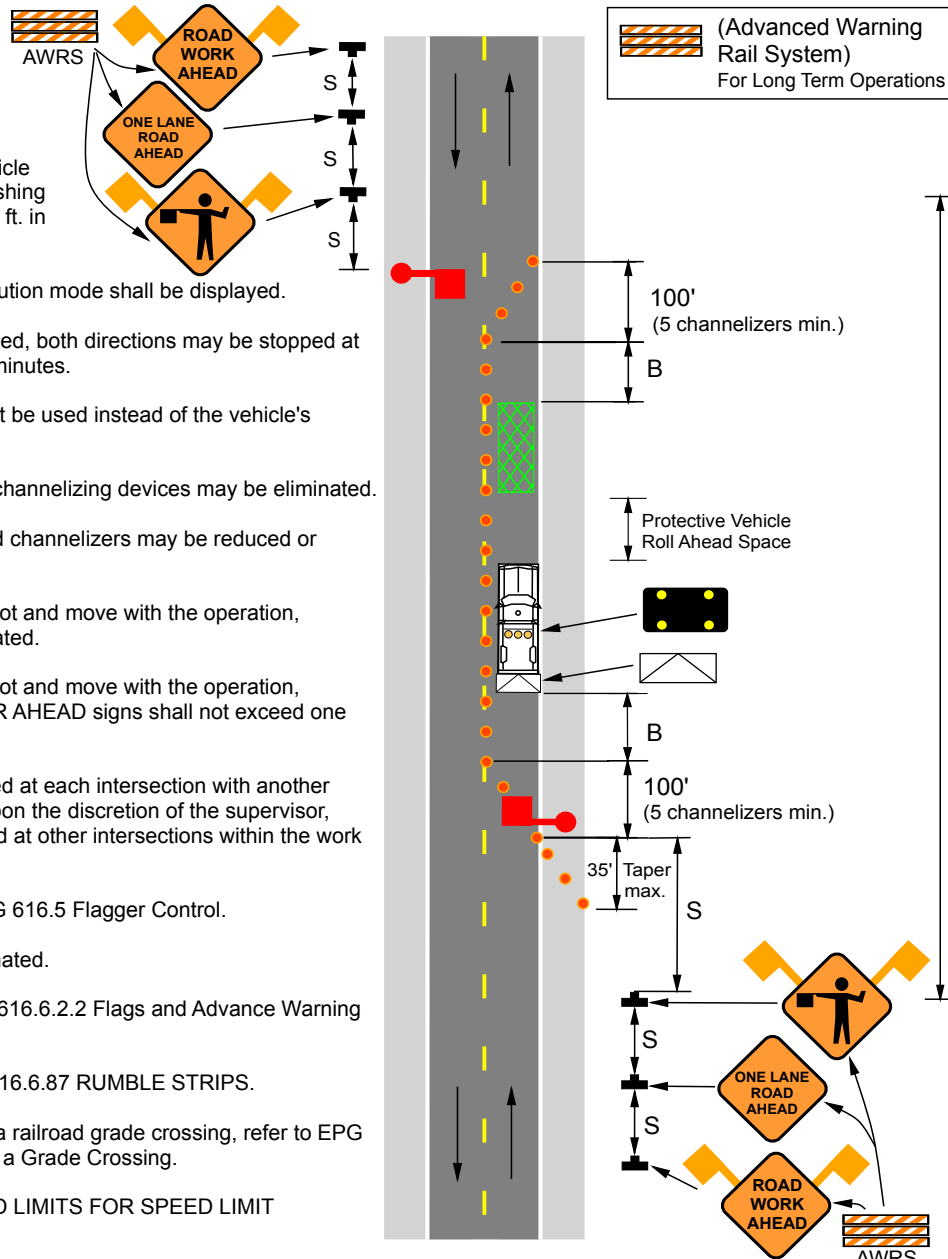 AWRS
ROAD
WORK
AHEAD
S
ONE LANE
ROAD
AHEAD
S
S
(Advanced Warning
Rail System)
For Long Term Operations
icle
shing
ft. in
ution mode shall be displayed.
ed, both directions may be stopped at
minutes.
t be used instead of the vehicle's
channelizing devices may be eliminated.
d channelizers may be reduced or
ot and move with the operation,
ated.
ot and move with the operation,
R AHEAD signs shall not exceed one
ed at each intersection with another
pon the discretion of the supervisor,
d at other intersections within the work
G 616.5 Flagger Control.
nated.
616.6.2.2 Flags and Advance Warning
16.6.87 RUMBLE STRIPS.
a railroad grade crossing, refer to EPG
a Grade Crossing.
D LIMITS FOR SPEED LIMIT
100'
(5 channelizers min.)
B
Protective Vehicle
Roll Ahead Space
B
100'
(5 channelizers min.)
35' Taper
max.
S
S
ONE LANE
ROAD
AHEAD
S
ROAD
WORK
AHEAD
AWRS